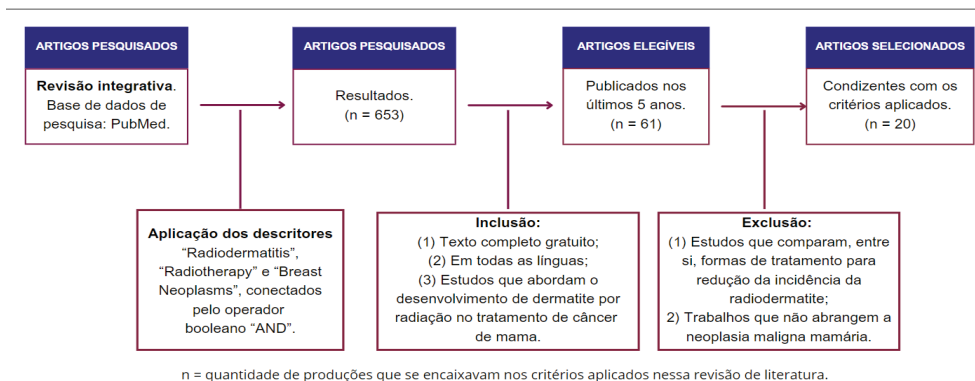 ARTIGOS PESQUISADOS
Revisão integrativa.
Base de dados de
pesquisa: PubMed.
ARTIGOS PESQUISADOS
Resultados.
(n = 653)
ARTIGOS ELEGÍVEIS
Publicados nos
últimos 5 anos.
(n = 61)
ARTIGOS SELECIONADOS
Condizentes com os
critérios aplicados.
(n = 20)
Aplicação dos descritores
“Radiodermatitis”,
“Radiotherapy” e “Breast
Neoplasms”, conectados
pelo operador
booleano “AND”.
Inclusão:
(1) Texto completo gratuito;
(2) Em todas as línguas;
(3) Estudos que abordam o
desenvolvimento de dermatite por
radiação no tratamento de câncer
de mama.
Exclusão:
(1) Estudos que comparam, entre
si, formas de tratamento para
redução da incidência da
radiodermatite;
2) Trabalhos que não abrangem a
neoplasia maligna mamária.
n = quantidade de produções que se encaixavam nos critérios aplicados nessa revisão de literatura.